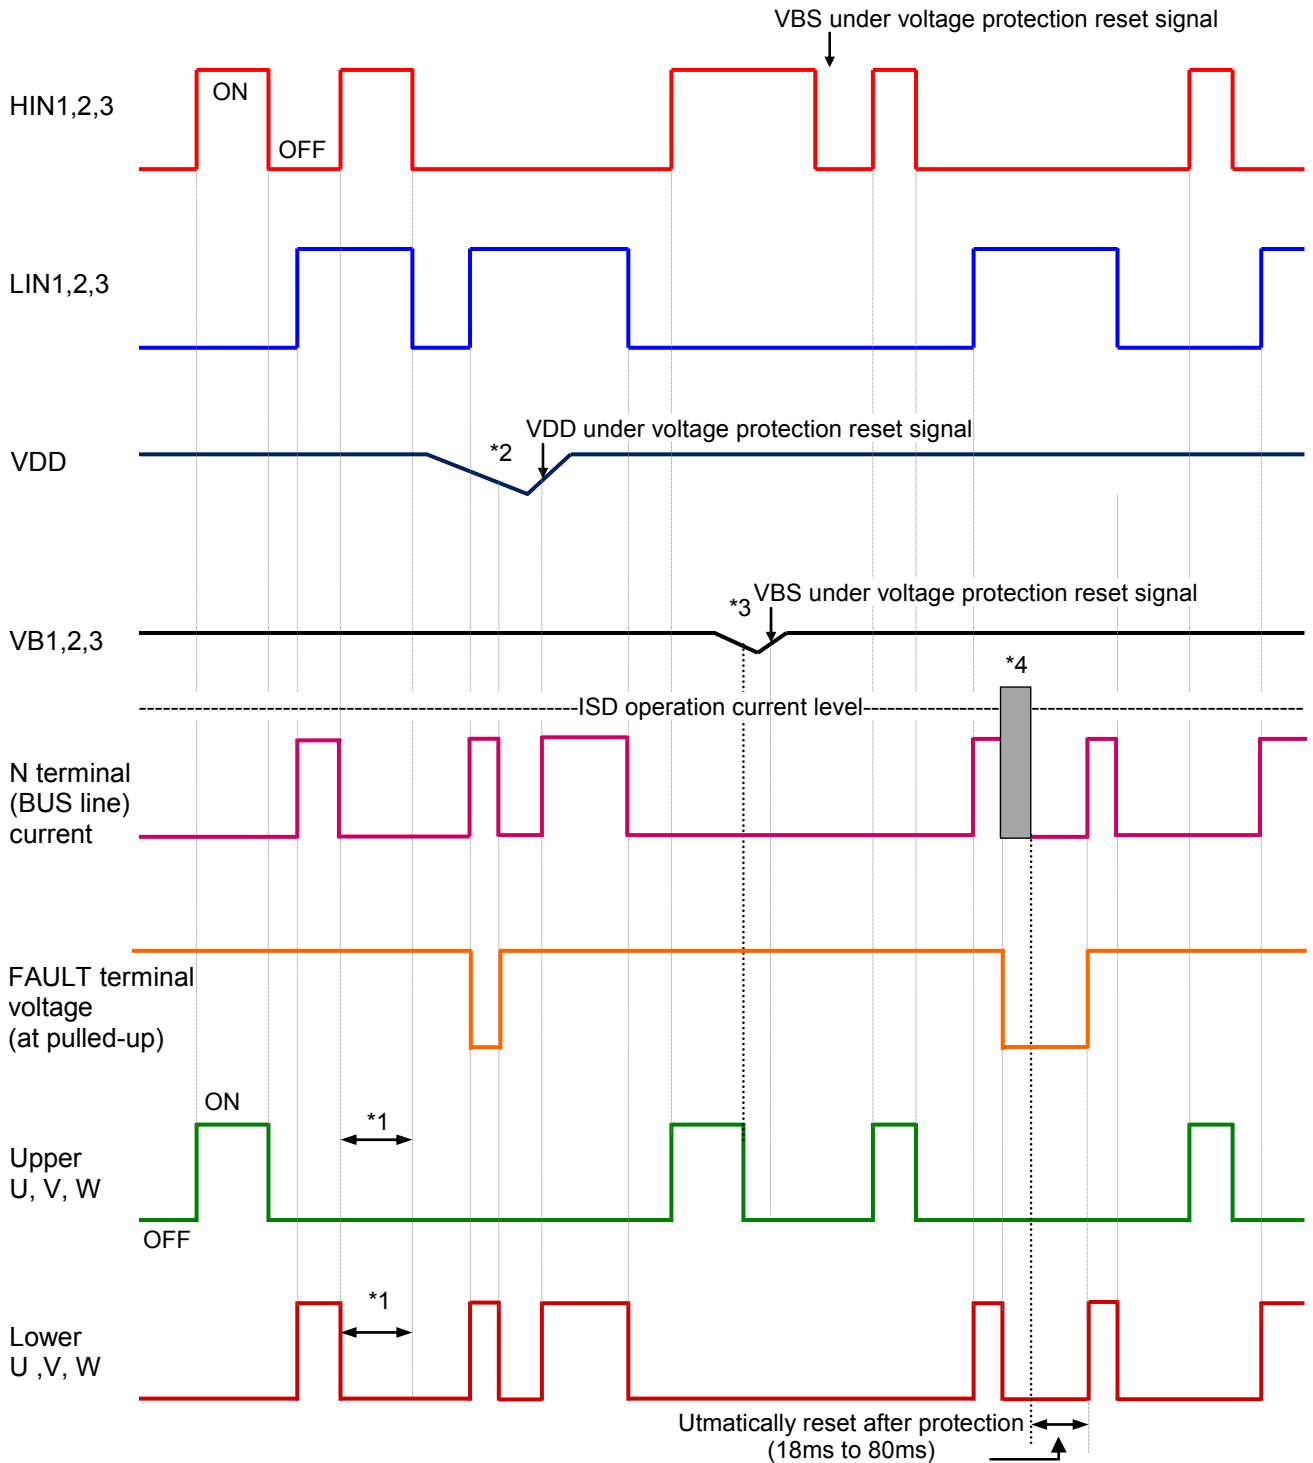 VBS under voltage protection reset signal
HIN1,2,3
ON
OFF
LIN1,2,3
VDD under voltage protection reset signal
*2
VDD
VBS under voltage protection reset signal
*3
VB1,2,3
*4
ISD operation current level
N terminal
(BUS line)
current
FAULT terminal
voltage
(at pulled-up)
ON
*1
Upper
U, V, W
OFF
*1
Lower
U ,V, W
Utmatically reset after protection
(18ms to 80ms)